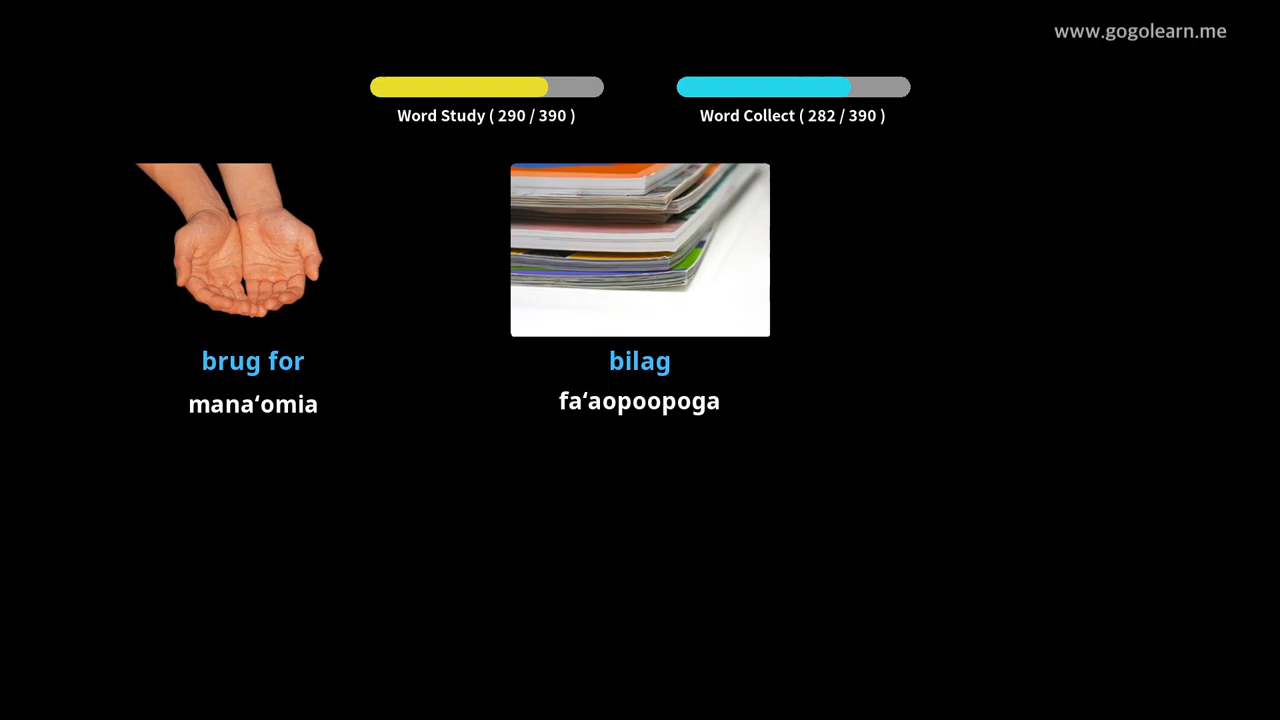 www.gogolearn.me
Word Study ( 290 / 390 )
Word Collect ( 282 / 390 )
brug for
manaʻomia
bilag
faʻaopoopoga